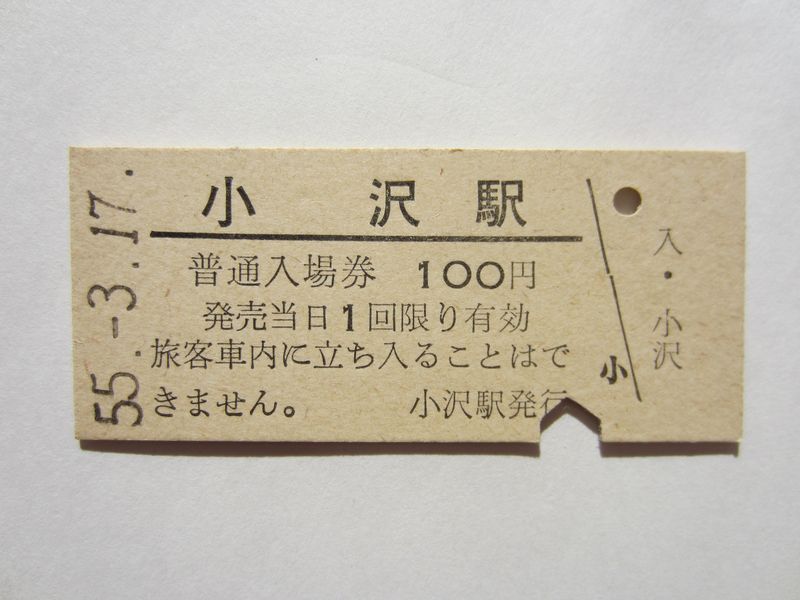 55.-3.17.
小沢駅
普通入場券 100円
発売当日1回限り有効
旅客車内に立ち入ることはで
きません。 小沢駅発行
小
入・小沢